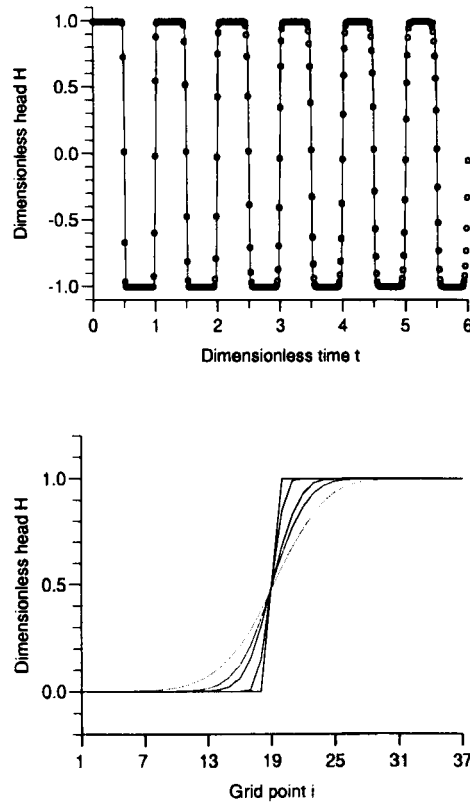 1.0
0.5
0.0
-0.5
-1.0
Dimensionless head H
0 1 2 3 4 5 6
Dimensionless time t
1.0
0.5
0.0
Dimensionless head H
1 7 13 19 25 31 37
Grid point i